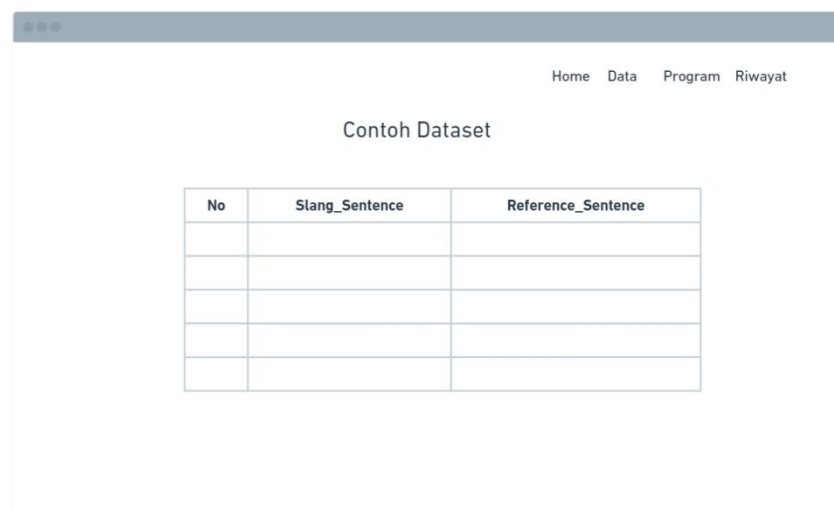 Home Data Program Riwayat
Contoh Dataset
No Slang_Sentence Reference_Sentence